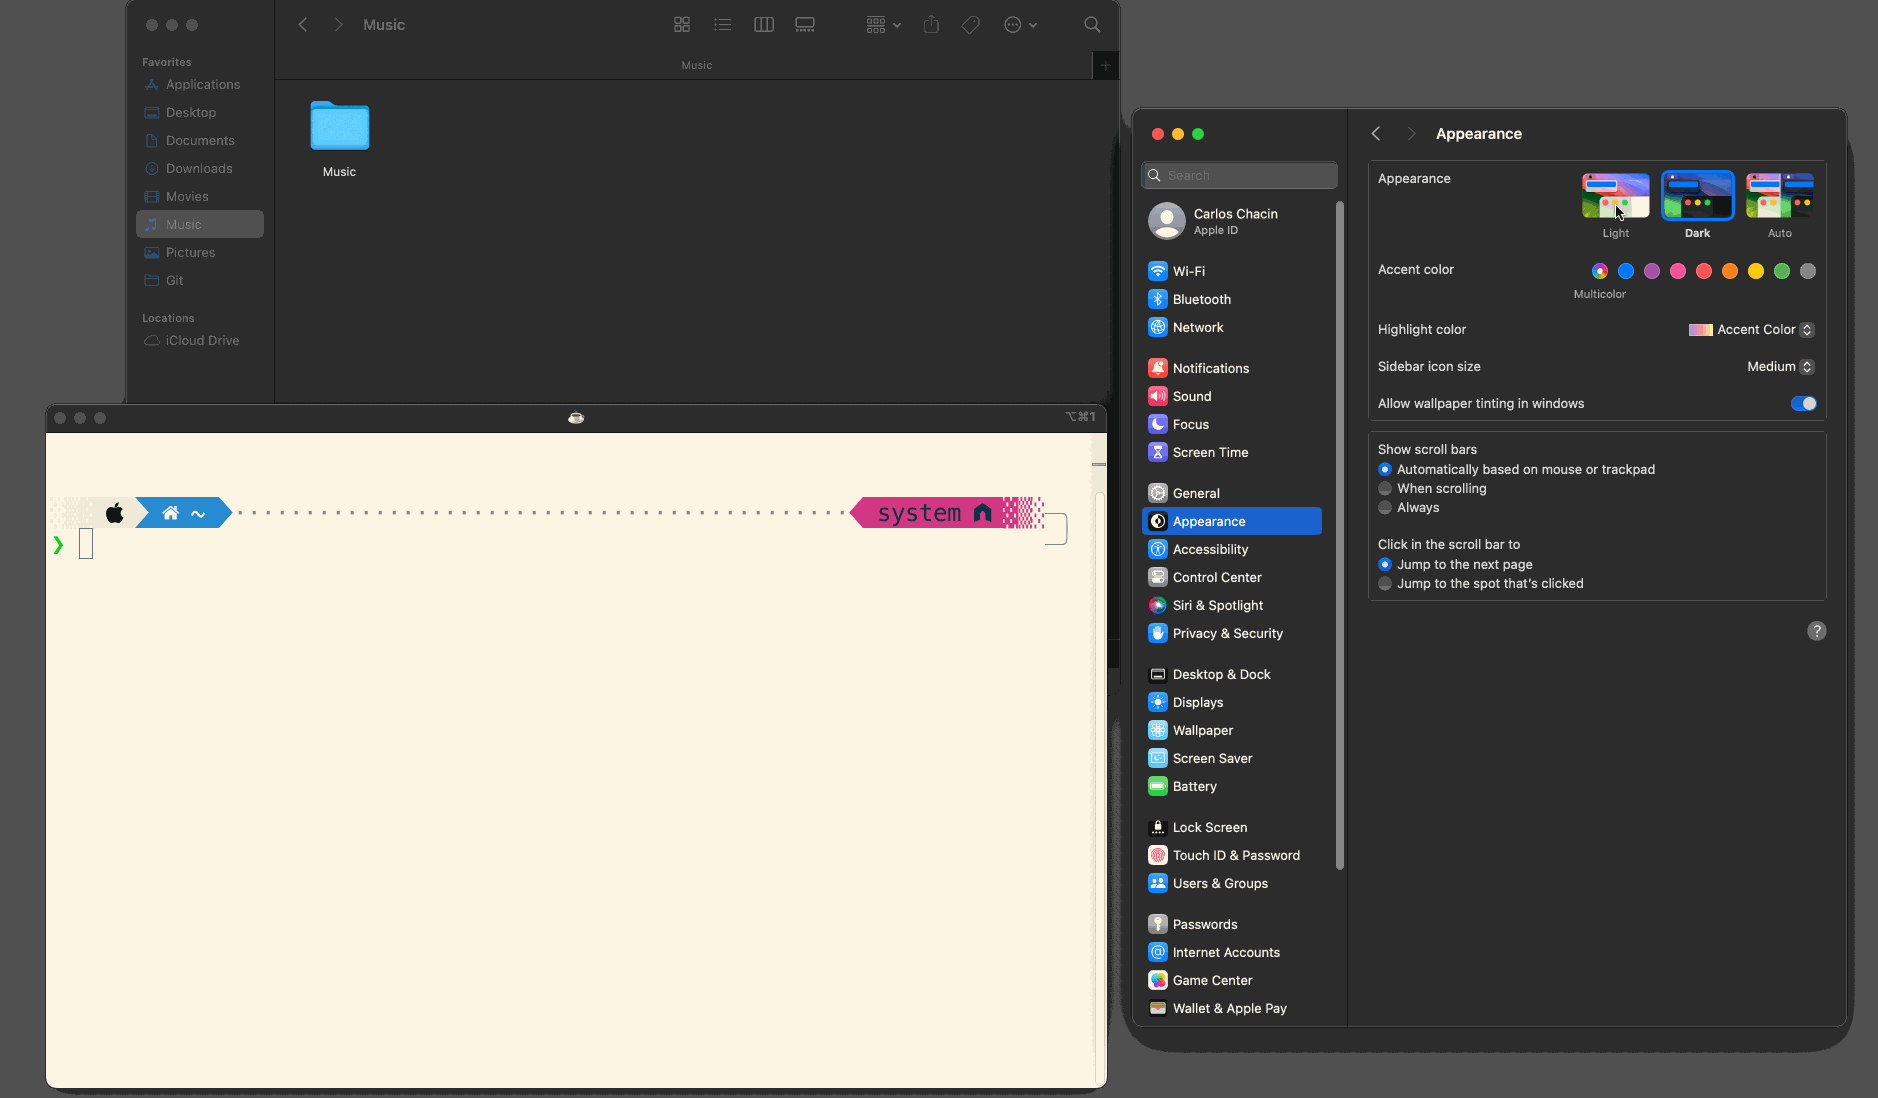 Music
Music
Favorites
Applications
Desktop
Documents
Downloads
Movies
Music
Pictures
Git
Locations
iCloud Drive
Music
⌥⌘1
~
system
❯
Appearance
Search
Carlos Chacin
Apple ID
Wi-Fi
Bluetooth
Network
Notifications
Sound
Focus
Screen Time
General
Appearance
Accessibility
Control Center
Siri & Spotlight
Privacy & Security
Desktop & Dock
Displays
Wallpaper
Screen Saver
Battery
Lock Screen
Touch ID & Password
Users & Groups
Passwords
Internet Accounts
Game Center
Wallet & Apple Pay
Appearance
Light
Dark
Auto
Accent color
Multicolor
Highlight color
Accent Color
Sidebar icon size
Medium
Allow wallpaper tinting in windows
Show scroll bars
Automatically based on mouse or trackpad
When scrolling
Always
Click in the scroll bar to
Jump to the next page
Jump to the spot that's clicked
?